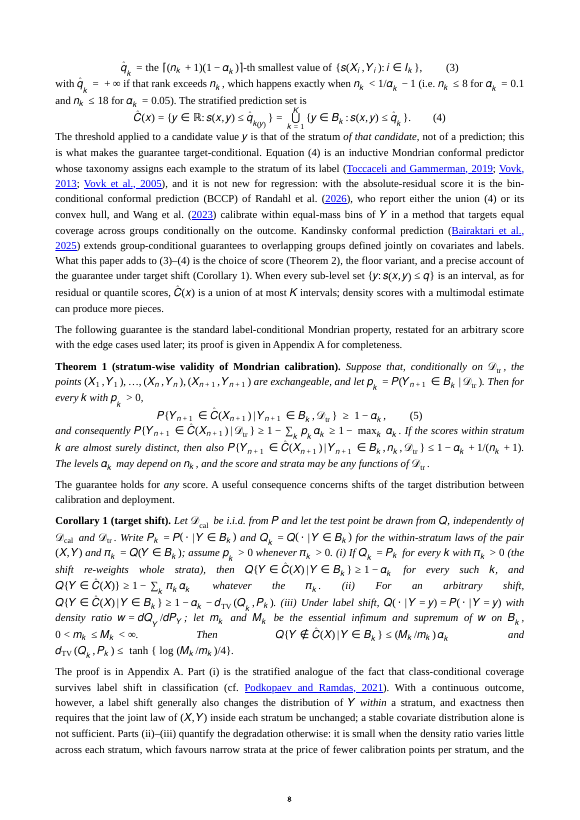 q̂_k = the ⌈(n_k +1)(1−α_k)⌉-th smallest value of {s(X_i,Y_i): i ∈ I_k}, (3)
with q̂_k = +∞ if that rank exceeds n_k, which happens exactly when n_k < 1/α_k − 1 (i.e. n_k ≤ 8 for α_k = 0.1
and n_k ≤ 18 for α_k = 0.05). The stratified prediction set is
Ĉ(x) = {y ∈ ℝ: s(x,y) ≤ q̂_{k(y)}} = ⋃_{k=1}^{K} {y ∈ B_k : s(x,y) ≤ q̂_k}. (4)
The threshold applied to a candidate value y is that of the stratum of that candidate, not of a prediction; this
is what makes the guarantee target-conditional. Equation (4) is an inductive Mondrian conformal predictor
whose taxonomy assigns each example to the stratum of its label (Toccaceli and Gammerman, 2019; Vovk,
2013; Vovk et al., 2005), and it is not new for regression: with the absolute-residual score it is the bin-
conditional conformal prediction (BCCP) of Randahl et al. (2026), who report either the union (4) or its
convex hull, and Wang et al. (2023) calibrate within equal-mass bins of Y in a method that targets equal
coverage across groups conditionally on the outcome. Kandinsky conformal prediction (Bairaktari et al.,
2025) extends group-conditional guarantees to overlapping groups defined jointly on covariates and labels.
What this paper adds to (3)–(4) is the choice of score (Theorem 2), the floor variant, and a precise account of
the guarantee under target shift (Corollary 1). When every sub-level set {y: s(x,y) ≤ q} is an interval, as for
residual or quantile scores, Ĉ(x) is a union of at most K intervals; density scores with a multimodal estimate
can produce more pieces.
The following guarantee is the standard label-conditional Mondrian property, restated for an arbitrary score
with the edge cases used later; its proof is given in Appendix A for completeness.
Theorem 1 (stratum-wise validity of Mondrian calibration). Suppose that, conditionally on 𝒟_tr, the
points (X_1,Y_1),…,(X_n,Y_n),(X_{n+1},Y_{n+1}) are exchangeable, and let p_k = P(Y_{n+1} ∈ B_k | 𝒟_tr). Then for
every k with p_k > 0,
P{Y_{n+1} ∈ Ĉ(X_{n+1}) | Y_{n+1} ∈ B_k, 𝒟_tr} ≥ 1−α_k, (5)
and consequently P{Y_{n+1} ∈ Ĉ(X_{n+1}) | 𝒟_tr} ≥ 1−∑_k p_k α_k ≥ 1− max_k α_k. If the scores within stratum
k are almost surely distinct, then also P{Y_{n+1} ∈ Ĉ(X_{n+1}) | Y_{n+1} ∈ B_k, n_k, 𝒟_tr} ≤ 1−α_k + 1/(n_k +1).
The levels α_k may depend on n_k, and the score and strata may be any functions of 𝒟_tr.
The guarantee holds for any score. A useful consequence concerns shifts of the target distribution between
calibration and deployment.
Corollary 1 (target shift). Let 𝒟_cal be i.i.d. from P and let the test point be drawn from Q, independently of
𝒟_cal and 𝒟_tr. Write P_k = P(· | Y ∈ B_k) and Q_k = Q(· | Y ∈ B_k) for the within-stratum laws of the pair
(X,Y) and π_k = Q(Y ∈ B_k); assume p_k > 0 whenever π_k > 0. (i) If Q_k = P_k for every k with π_k > 0 (the
shift re-weights whole strata), then Q{Y ∈ Ĉ(X) | Y ∈ B_k} ≥ 1−α_k for every such k, and
Q{Y ∈ Ĉ(X)} ≥ 1−∑_k π_k α_k whatever the π_k. (ii) For an arbitrary shift,
Q{Y ∈ Ĉ(X) | Y ∈ B_k} ≥ 1−α_k − d_TV(Q_k,P_k). (iii) Under label shift, Q(· | Y = y) = P(· | Y = y) with
density ratio w = dQ_Y/dP_Y; let m_k and M_k be the essential infimum and supremum of w on B_k,
0 < m_k ≤ M_k < ∞. Then Q{Y ∉ Ĉ(X) | Y ∈ B_k} ≤ (M_k/m_k) α_k and
d_TV(Q_k,P_k) ≤ tanh{ log(M_k/m_k)/4}.
The proof is in Appendix A. Part (i) is the stratified analogue of the fact that class-conditional coverage
survives label shift in classification (cf. Podkopaev and Ramdas, 2021). With a continuous outcome,
however, a label shift generally also changes the distribution of Y within a stratum, and exactness then
requires that the joint law of (X,Y) inside each stratum be unchanged; a stable covariate distribution alone is
not sufficient. Parts (ii)–(iii) quantify the degradation otherwise: it is small when the density ratio varies little
across each stratum, which favours narrow strata at the price of fewer calibration points per stratum, and the
8